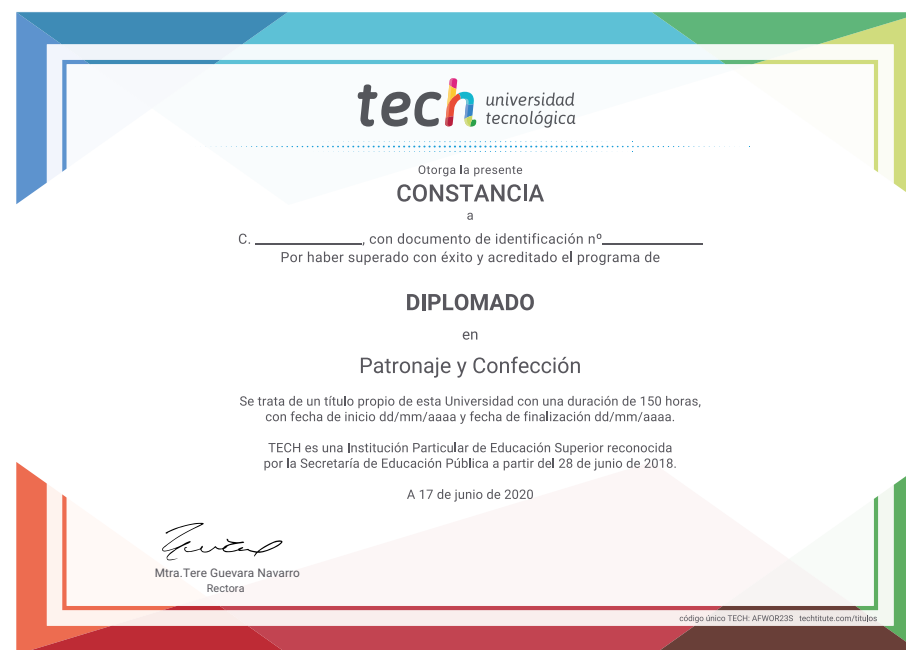 tech universidad
tecnológica
Otorga la presente
CONSTANCIA
a
C. ______________, con documento de identificación nº_____________
Por haber superado con éxito y acreditado el programa de
DIPLOMADO
en
Patronaje y Confección
Se trata de un título propio de esta Universidad con una duración de 150 horas,
con fecha de inicio dd/mm/aaaa y fecha de finalización dd/mm/aaaa.
TECH es una Institución Particular de Educación Superior reconocida
por la Secretaría de Educación Pública a partir del 28 de junio de 2018.
A 17 de junio de 2020
Mtra.Tere Guevara Navarro
Rectora
código único TECH: AFWOR23S techtitute.com/titulos